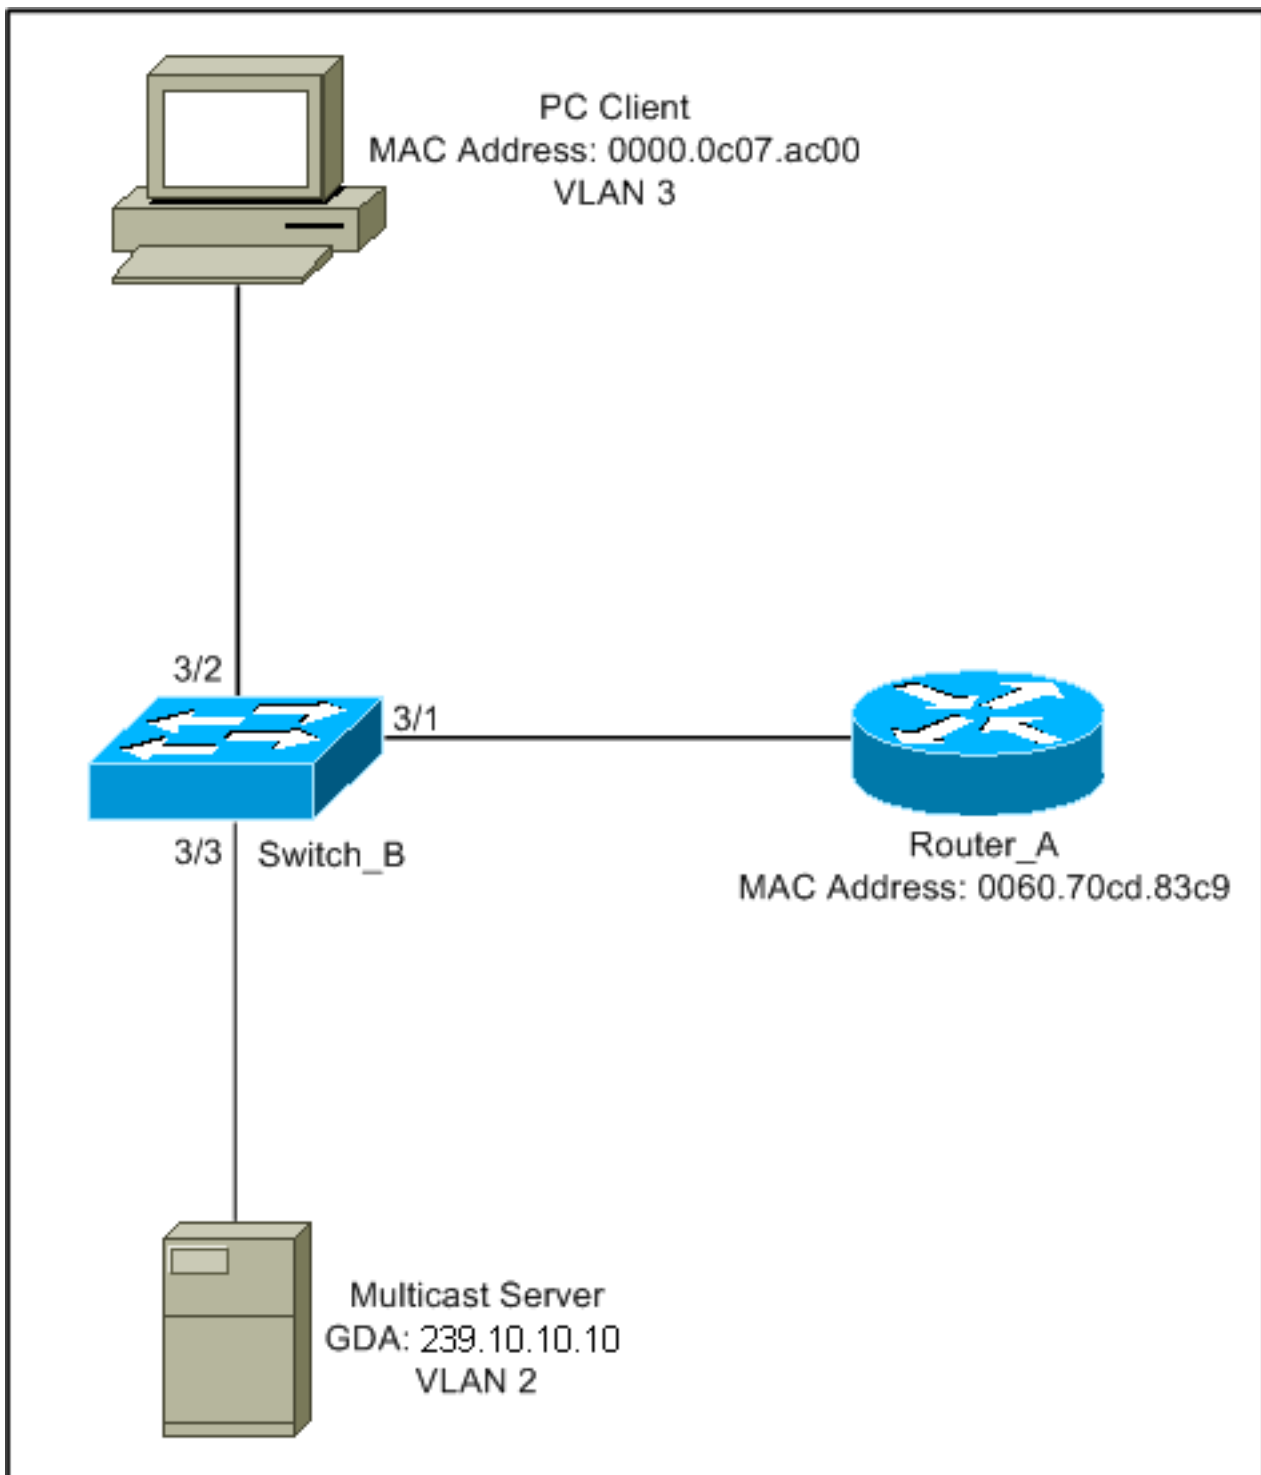 PC Client
MAC Address: 0000.0c07.ac00
VLAN 3
3/2
3/1
3/3
Switch_B
Router_A
MAC Address: 0060.70cd.83c9
Multicast Server
GDA: 239.10.10.10
VLAN 2